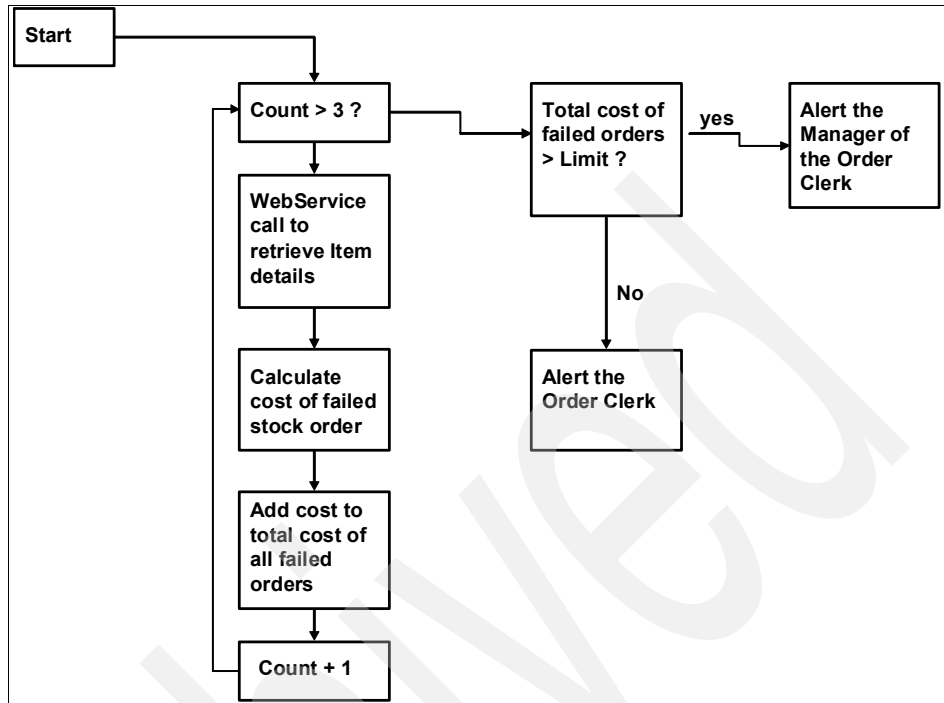 Start
Count > 3 ?
Total cost of
failed orders
> Limit ?
yes
Alert the
Manager of
the Order
Clerk
WebService
call to
retrieve Item
details
No
Calculate
cost of failed
stock order
Alert the
Order Clerk
Add cost to
total cost of
all failed
orders
Count + 1